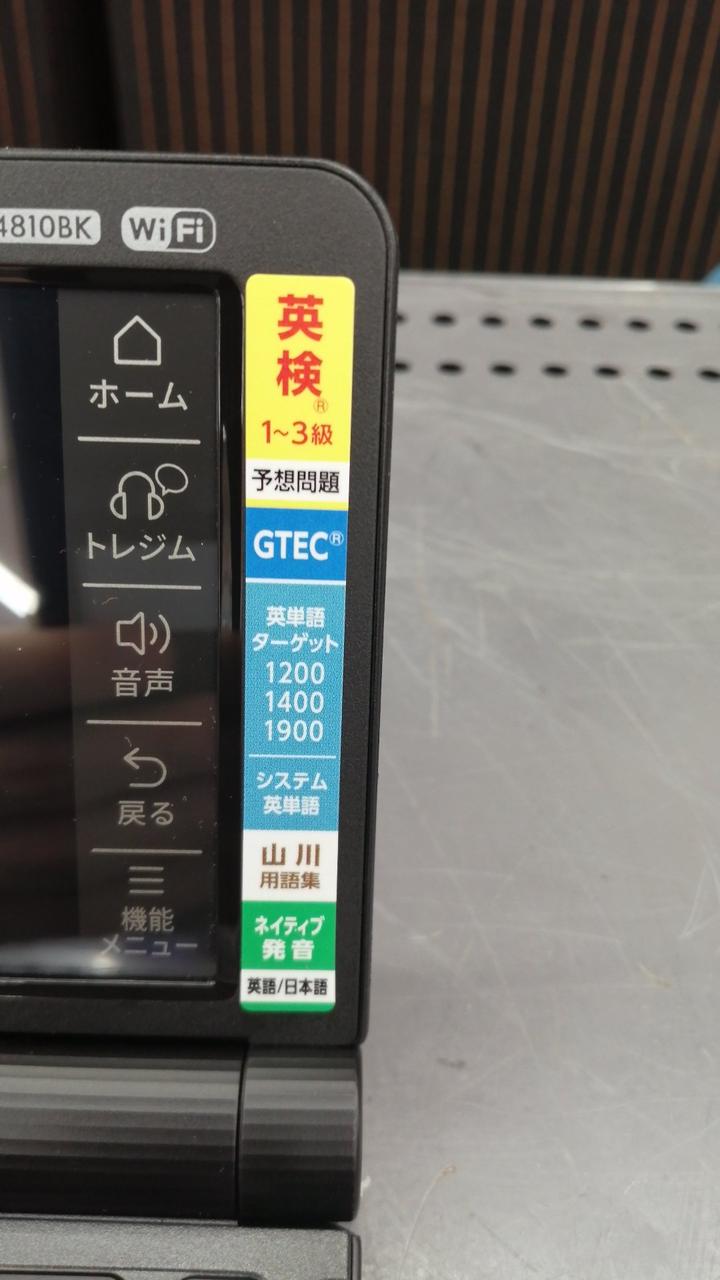 4810BK WiFi
ホーム
トレジム
音声
戻る
機能
メニュー
英
検®
1~3級
予想問題
GTEC®
英単語
ターゲット
1200
1400
1900
システム
英単語
山川
用語集
ネイティブ
発音
英語/日本語